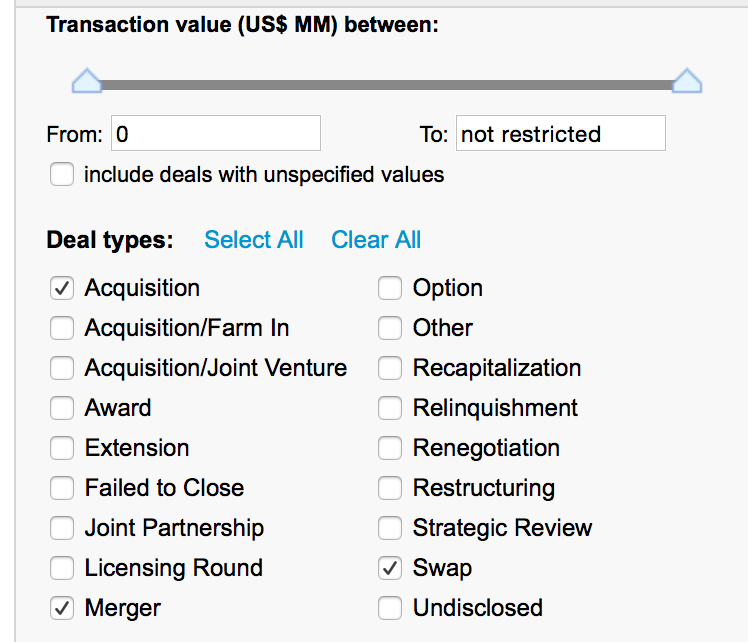 Transaction value (US$ MM) between:
From: 0 To: not restricted
include deals with unspecified values
Deal types: Select All Clear All
Acquisition Option
Acquisition/Farm In Other
Acquisition/Joint Venture Recapitalization
Award Relinquishment
Extension Renegotiation
Failed to Close Restructuring
Joint Partnership Strategic Review
Licensing Round Swap
Merger Undisclosed